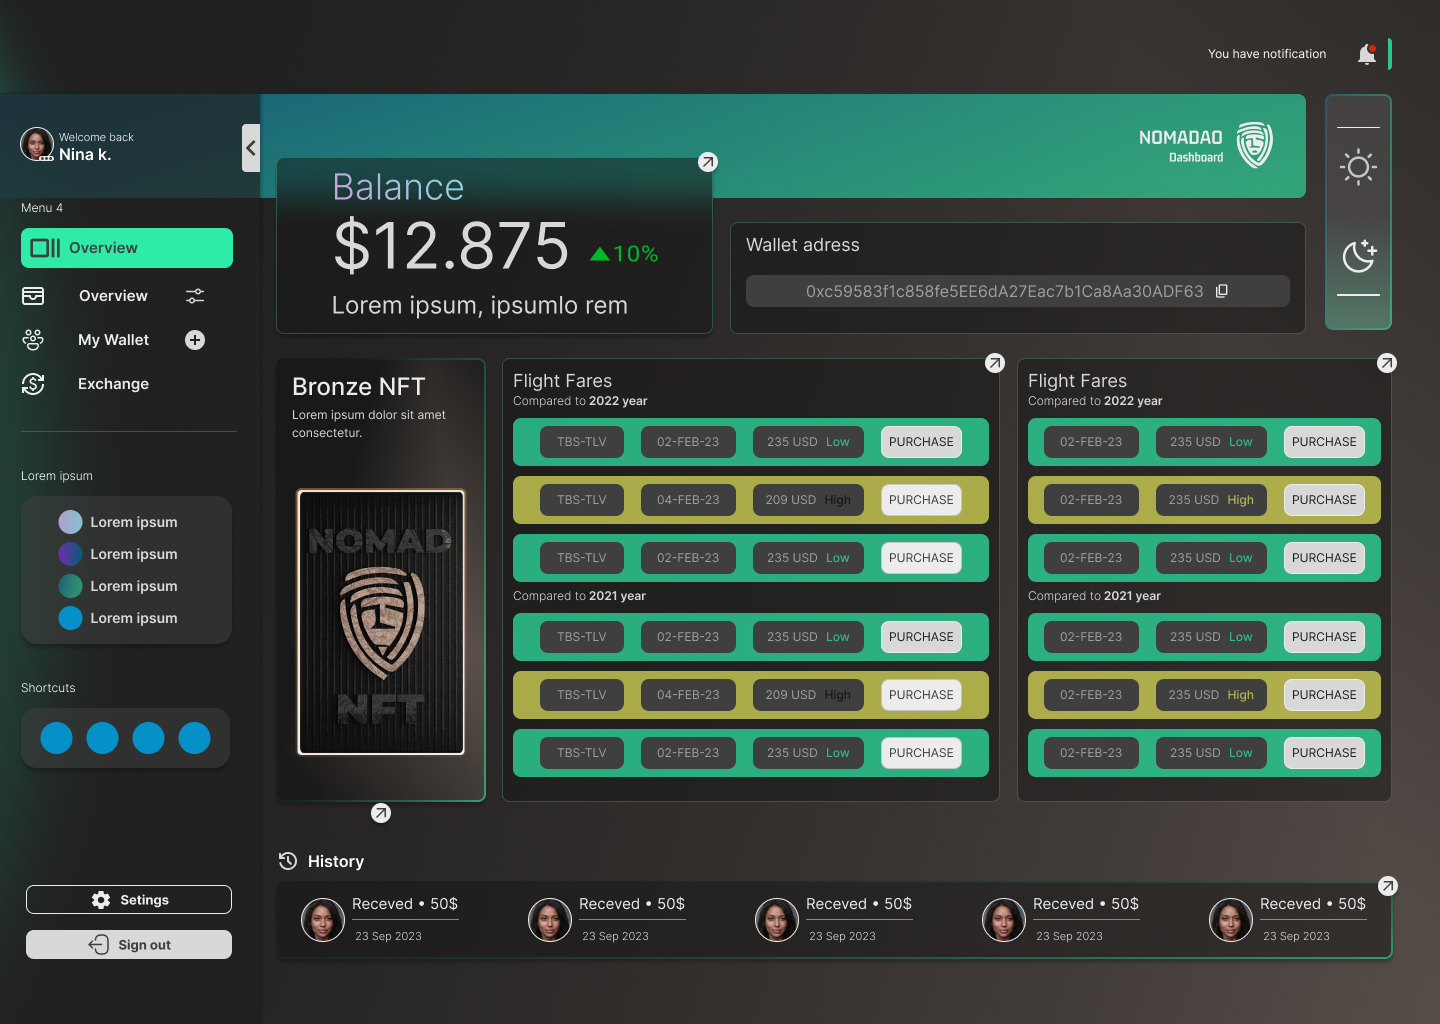 You have notification
Welcome back
Nina k.
NOMADAO
Dashboard
Menu 4
Overview
Overview
My Wallet
Exchange
Balance
$12.875
10%
Lorem ipsum, ipsumlo rem
Wallet adress
0xc59583f1c858fe5EE6dA27Eac7b1Ca8Aa30ADF63
Lorem ipsum
Lorem ipsum
Lorem ipsum
Lorem ipsum
Lorem ipsum
Shortcuts
Setings
Sign out
Bronze NFT
Lorem ipsum dolor sit amet
consectetur.
NOMAD
NFT
Flight Fares
Compared to 2022 year
TBS-TLV 02-FEB-23 235 USD Low PURCHASE
TBS-TLV 04-FEB-23 209 USD High PURCHASE
TBS-TLV 02-FEB-23 235 USD Low PURCHASE
Compared to 2021 year
TBS-TLV 02-FEB-23 235 USD Low PURCHASE
TBS-TLV 04-FEB-23 209 USD High PURCHASE
TBS-TLV 02-FEB-23 235 USD Low PURCHASE
Flight Fares
Compared to 2022 year
02-FEB-23 235 USD Low PURCHASE
02-FEB-23 235 USD High PURCHASE
02-FEB-23 235 USD Low PURCHASE
Compared to 2021 year
02-FEB-23 235 USD Low PURCHASE
02-FEB-23 235 USD High PURCHASE
02-FEB-23 235 USD Low PURCHASE
History
Receved • 50$
23 Sep 2023
Receved • 50$
23 Sep 2023
Receved • 50$
23 Sep 2023
Receved • 50$
23 Sep 2023
Receved • 50$
23 Sep 2023